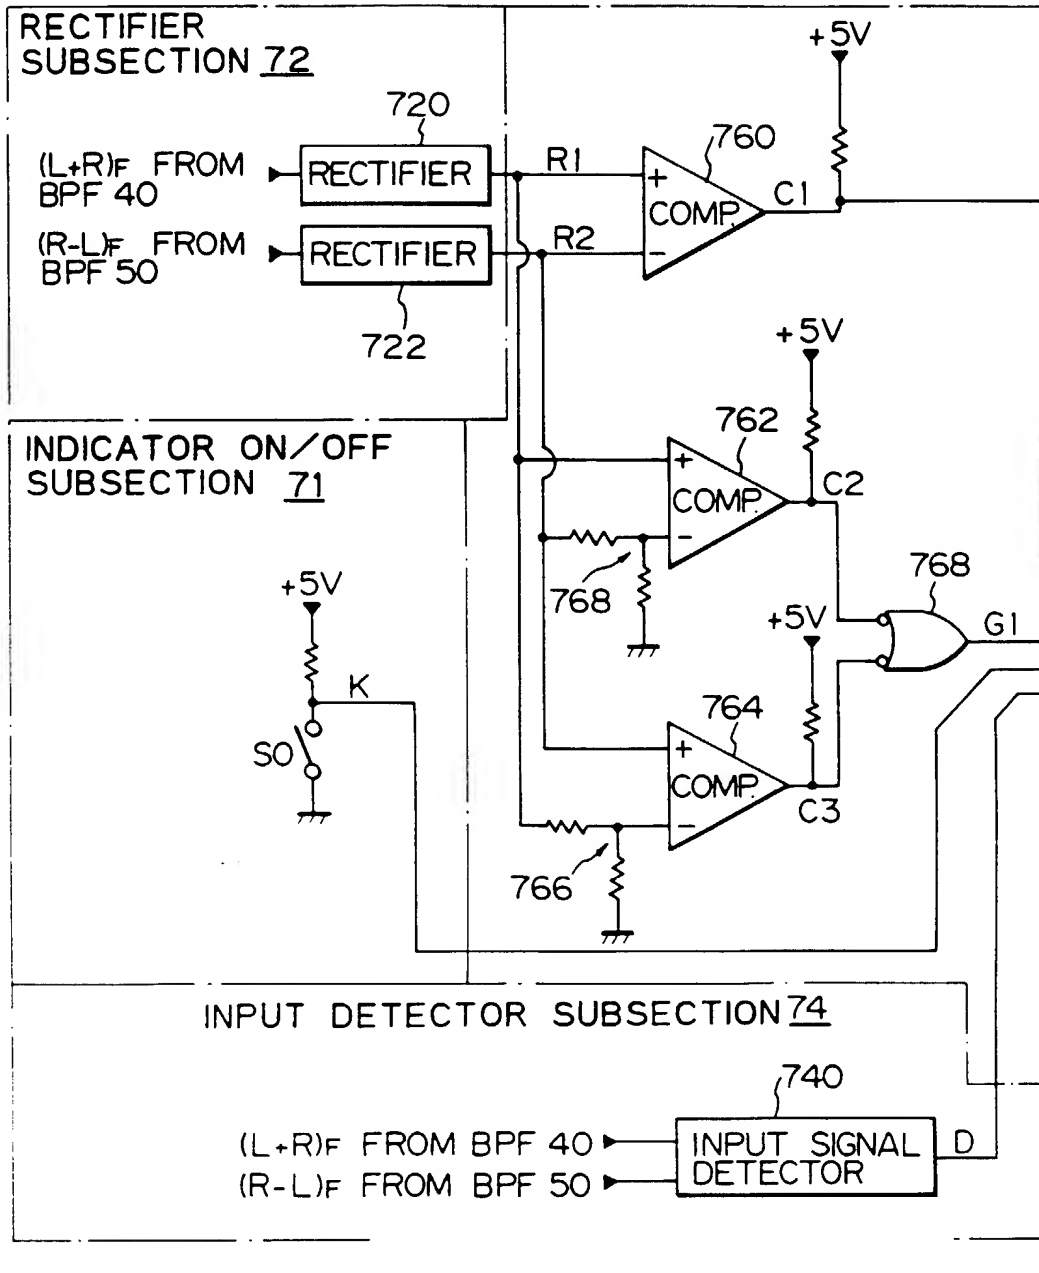 RECTIFIER
SUBSECTION 72
+5V
720
760
(L+R)F FROM
BPF 40
RECTIFIER
R1
+
COMP.
C1
(R-L)F FROM
BPF 50
RECTIFIER
R2
-
722
+5V
INDICATOR ON/OFF
SUBSECTION 71
762
+
COMP.
C2
-
768
768
+5V
+5V
G1
K
764
SO
+
COMP.
C3
-
766
INPUT DETECTOR SUBSECTION 74
740
(L+R)F FROM BPF 40
(R-L)F FROM BPF 50
INPUT SIGNAL
DETECTOR
D